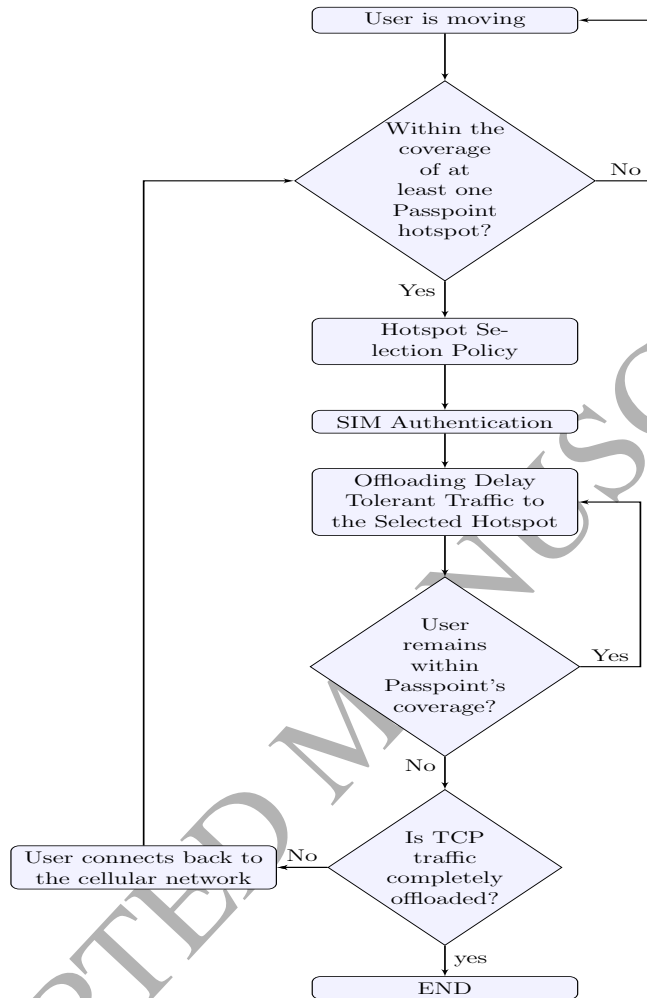 User is moving
Within the
coverage
of at
least one
Passpoint
hotspot?
No
Yes
Hotspot Se-
lection Policy
SIM Authentication
Offloading Delay
Tolerant Traffic to
the Selected Hotspot
User
remains
within
Passpoint's
coverage?
Yes
No
Is TCP
traffic
completely
offloaded?
No
User connects back to
the cellular network
yes
END
RTED MANUSC